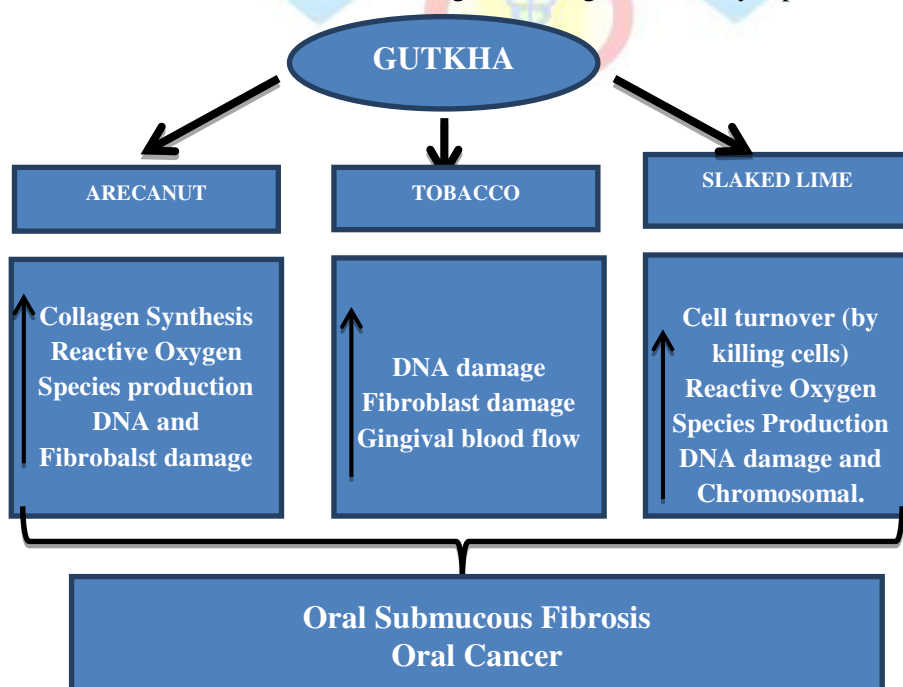 GUTKHA
ARECANUT
TOBACCO
SLAKED LIME
Collagen Synthesis
Reactive Oxygen
Species production
DNA and
Fibrobalst damage
DNA damage
Fibroblast damage
Gingival blood flow
Cell turnover (by
killing cells)
Reactive Oxygen
Species Production
DNA damage and
Chromosomal.
Oral Submucous Fibrosis
Oral Cancer